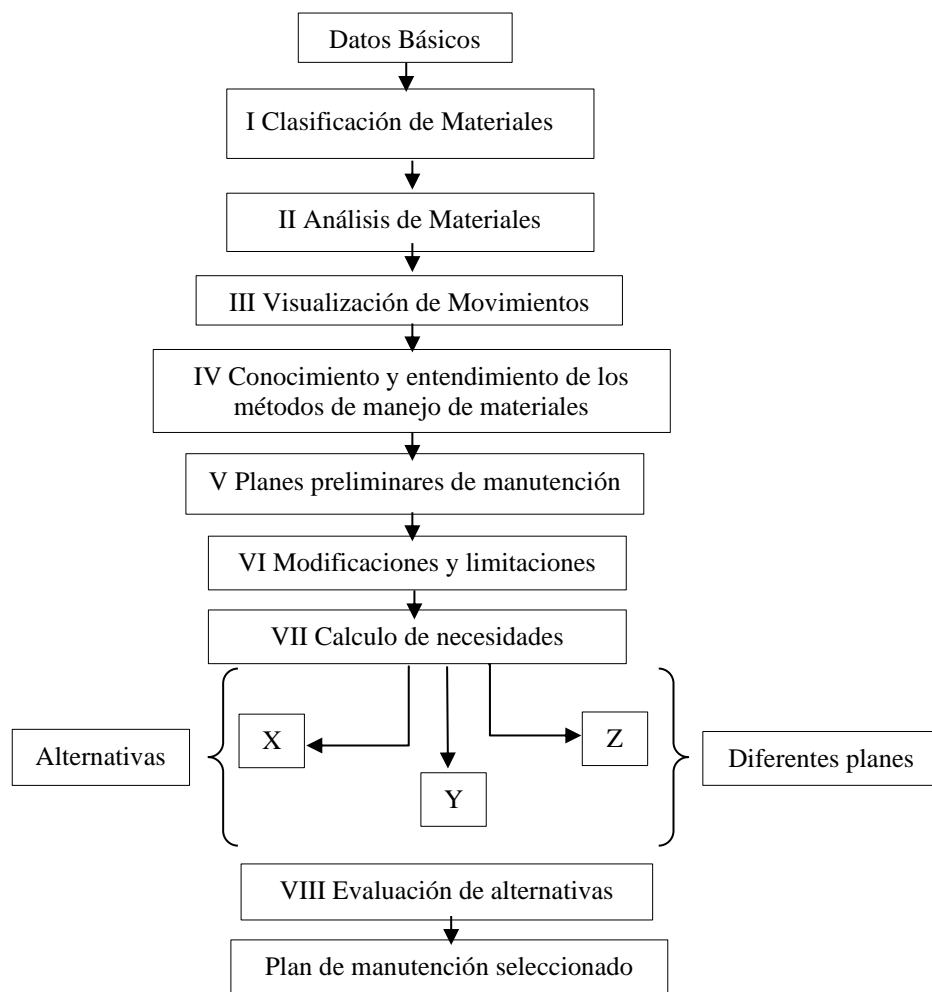 Datos Básicos
I Clasificación de Materiales
II Análisis de Materiales
III Visualización de Movimientos
IV Conocimiento y entendimiento de los
métodos de manejo de materiales
V Planes preliminares de manutención
VI Modificaciones y limitaciones
VII Calculo de necesidades
Alternativas
X
Y
Z
Diferentes planes
VIII Evaluación de alternativas
Plan de manutención seleccionado